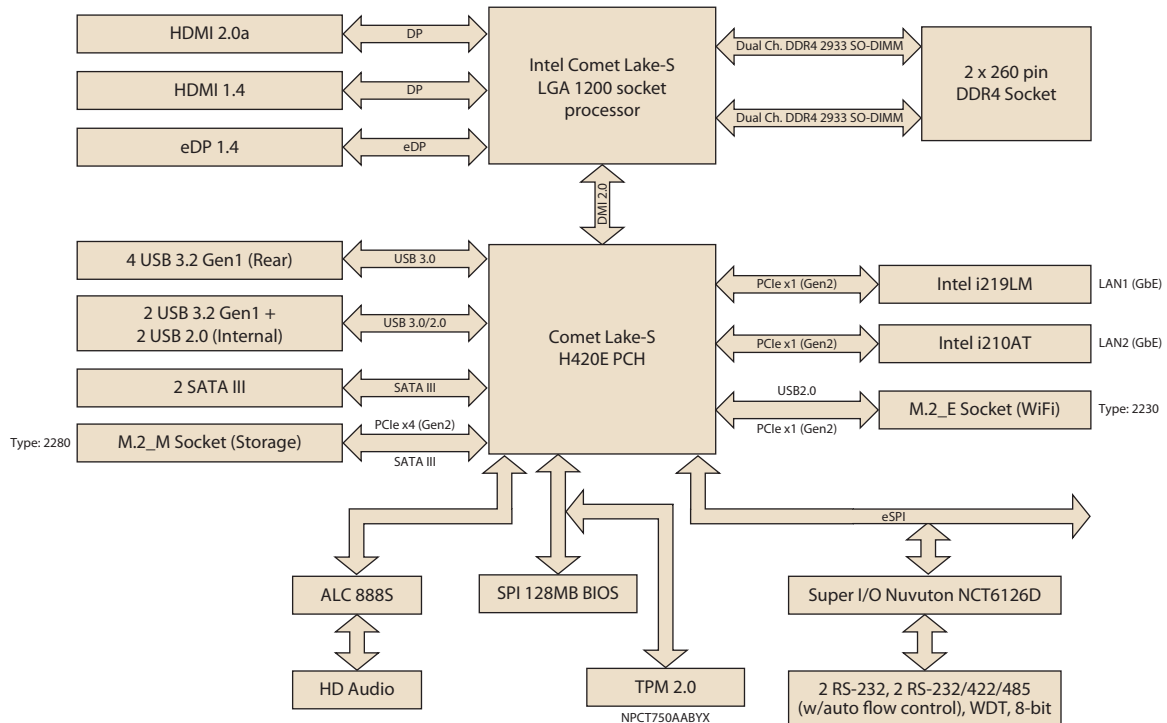 HDMI 2.0a
DP
Intel Comet Lake-S
LGA 1200 socket
processor
Dual Ch. DDR4 2933 SO-DIMM
2 x 260 pin
DDR4 Socket
HDMI 1.4
DP
Dual Ch. DDR4 2933 SO-DIMM
eDP 1.4
eDP
DMI 2.0
4 USB 3.2 Gen1 (Rear)
USB 3.0
2 USB 3.2 Gen1 +
2 USB 2.0 (Internal)
USB 3.0/2.0
Comet Lake-S
H420E PCH
PCIe x1 (Gen2)
Intel i219LM
LAN1 (GbE)
PCIe x1 (Gen2)
Intel i210AT
LAN2 (GbE)
2 SATA III
SATA III
USB2.0
PCIe x1 (Gen2)
M.2_E Socket (WiFi)
Type: 2230
Type: 2280
M.2_M Socket (Storage)
PCIe x4 (Gen2)
SATA III
eSPI
ALC 888S
SPI 128MB BIOS
Super I/O Nuvuton NCT6126D
HD Audio
TPM 2.0
NPCT750AABYX
2 RS-232, 2 RS-232/422/485
(w/auto flow control), WDT, 8-bit